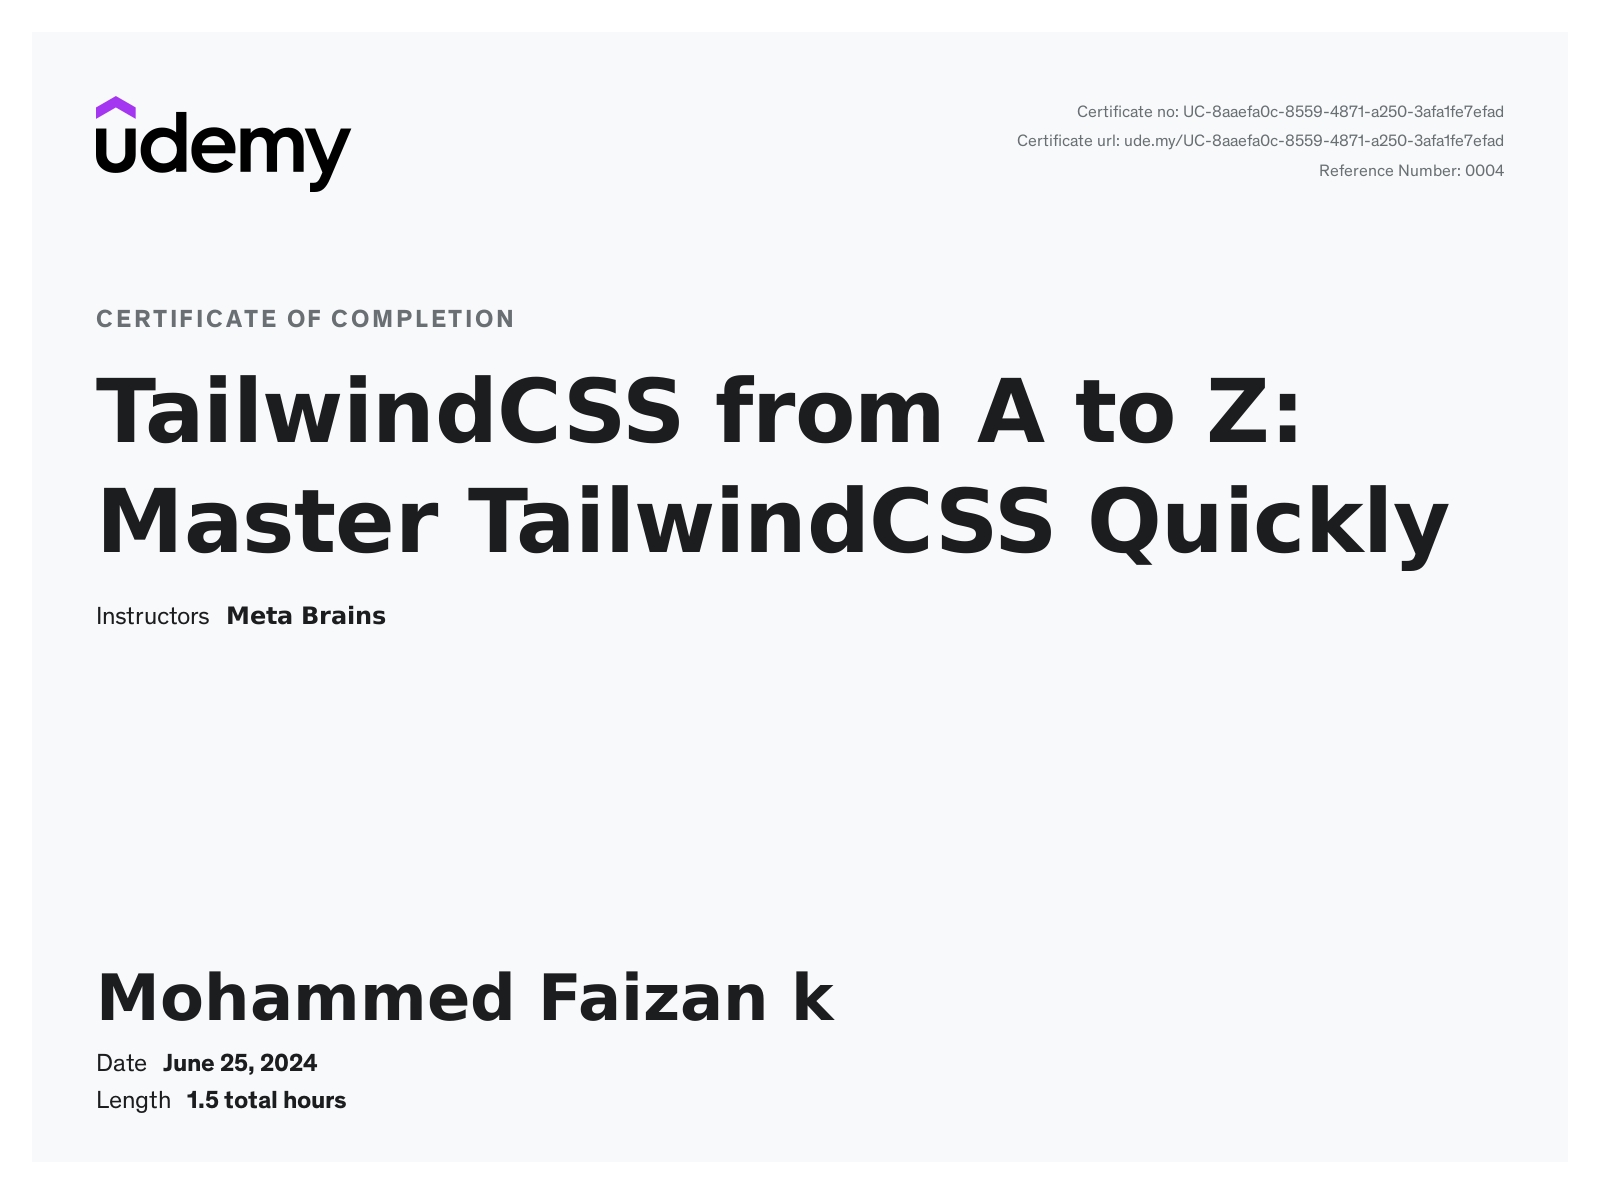 udemy
Certificate no: UC-8aaefa0c-8559-4871-a250-3afa1fe7efad
Certificate url: ude.my/UC-8aaefa0c-8559-4871-a250-3afa1fe7efad
Reference Number: 0004
CERTIFICATE OF COMPLETION
TailwindCSS from A to Z:
Master TailwindCSS Quickly
Instructors Meta Brains
Mohammed Faizan k
Date June 25, 2024
Length 1.5 total hours